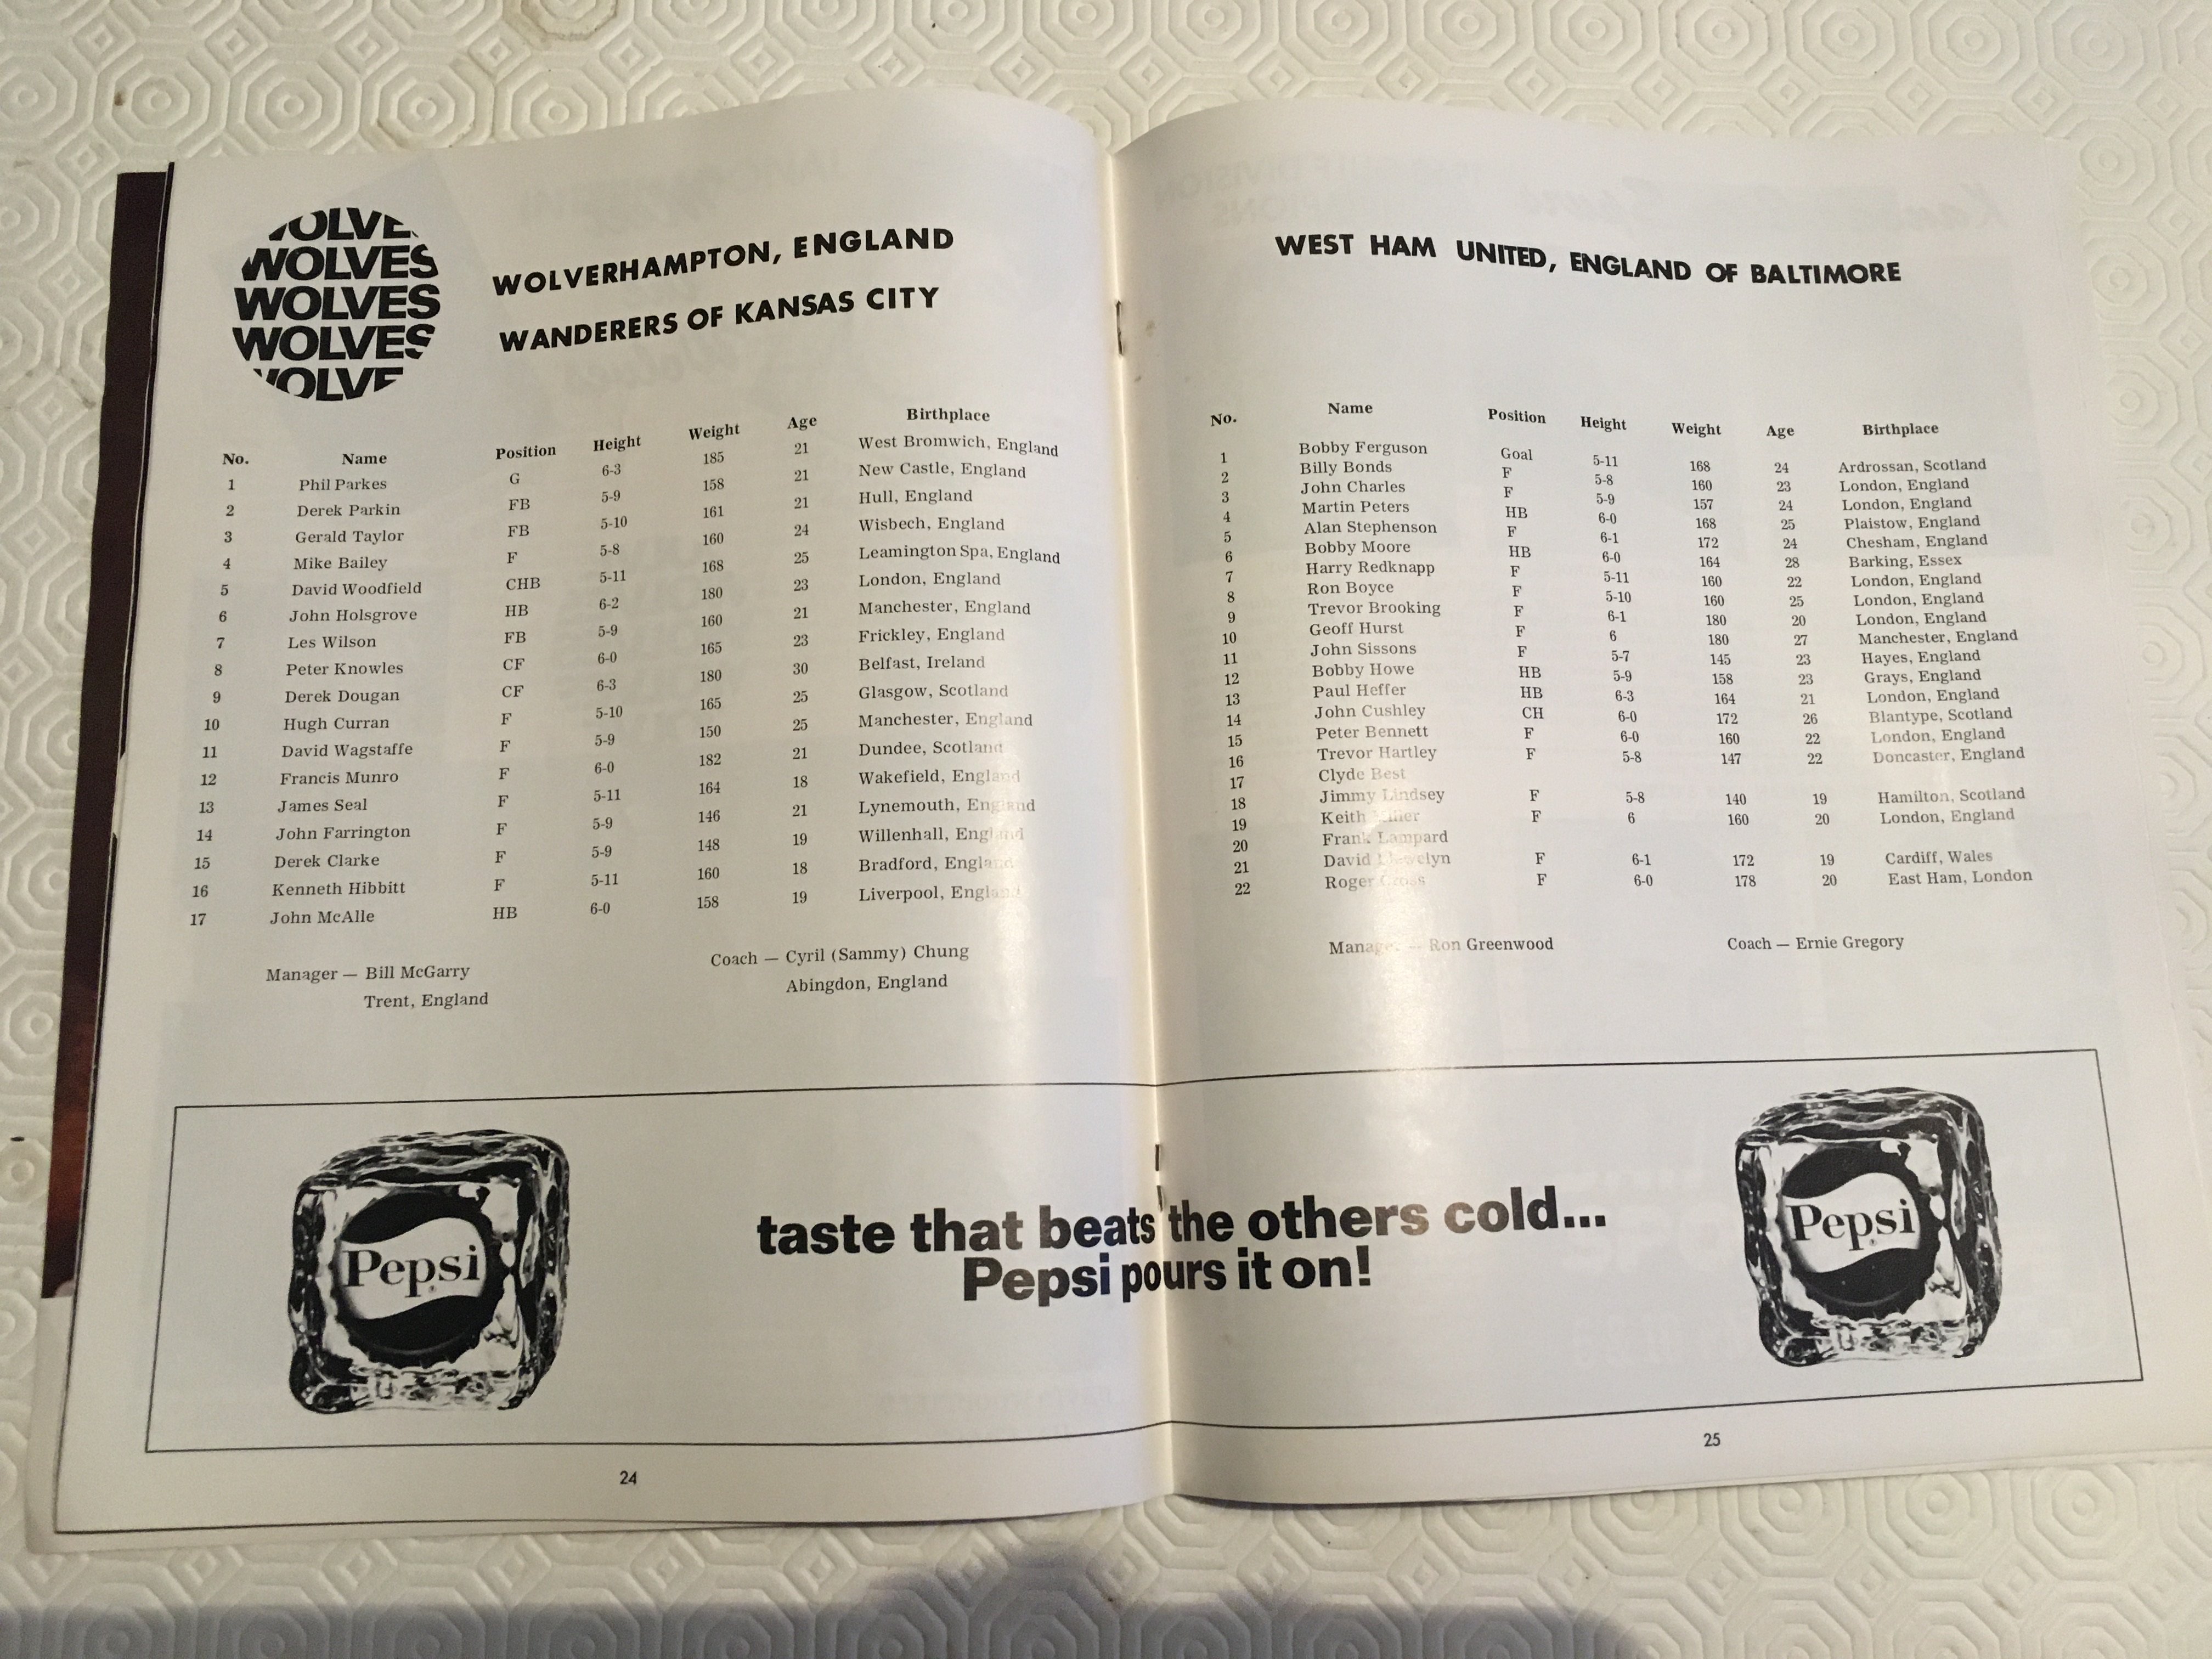 WOLVE
WOLVES
WOLVES
WOLVES
WOLVE
WOLVERHAMPTON, ENGLAND
WANDERERS OF KANSAS CITY
No. Name Position Height Weight Age Birthplace
1 Phil Parkes G 6-3 185 21 West Bromwich, England
2 Derek Parkin FB 5-9 158 21 New Castle, England
3 Gerald Taylor FB 5-10 161 21 Hull, England
4 Mike Bailey F 5-8 160 24 Wisbech, England
5 David Woodfield CHB 5-11 168 25 Leamington Spa, England
6 John Holsgrove HB 6-2 180 23 London, England
7 Les Wilson FB 5-9 160 21 Manchester, England
8 Peter Knowles CF 6-0 165 23 Frickley, England
9 Derek Dougan CF 6-3 180 30 Belfast, Ireland
10 Hugh Curran F 5-10 165 25 Glasgow, Scotland
11 David Wagstaffe F 5-9 150 25 Manchester, England
12 Francis Munro F 6-0 182 21 Dundee, Scotland
13 James Seal F 5-11 164 18 Wakefield, England
14 John Farrington F 5-9 146 21 Lynemouth, England
15 Derek Clarke F 5-9 148 19 Willenhall, England
16 Kenneth Hibbitt F 5-11 160 18 Bradford, England
17 John McAlle HB 6-0 158 19 Liverpool, England
Manager — Bill McGarry
Trent, England
Coach — Cyril (Sammy) Chung
Abingdon, England
WEST HAM UNITED, ENGLAND OF BALTIMORE
No. Name Position Height Weight Age Birthplace
1 Bobby Ferguson Goal 5-11 168 24 Ardrossan, Scotland
2 Billy Bonds F 5-8 160 23 London, England
3 John Charles F 5-9 157 24 London, England
4 Martin Peters HB 6-0 168 25 Plaistow, England
5 Alan Stephenson F 6-1 172 24 Chesham, England
6 Bobby Moore HB 6-0 164 28 Barking, Essex
7 Harry Redknapp F 5-11 160 22 London, England
8 Ron Boyce F 5-10 160 25 London, England
9 Trevor Brooking F 6-1 180 20 London, England
10 Geoff Hurst F 6 180 27 Manchester, England
11 John Sissons F 5-7 145 23 Hayes, England
12 Bobby Howe HB 5-9 158 23 Grays, England
13 Paul Heffer HB 6-3 164 21 London, England
14 John Cushley CH 6-0 172 26 Blantype, Scotland
15 Peter Bennett F 6-0 160 22 London, England
16 Trevor Hartley F 5-8 147 22 Doncaster, England
17 Clyde Best
18 Jimmy Lindsey F 5-8 140 19 Hamilton, Scotland
19 Keith F 6 160 20 London, England
20 Frank Lampard
21 David F 6-1 172 19 Cardiff, Wales
22 Roger Cross F 6-0 178 20 East Ham, London
Manager — Ron Greenwood
Coach — Ernie Gregory
Pepsi
taste that beats the others cold...
Pepsi pours it on!
Pepsi
24
25